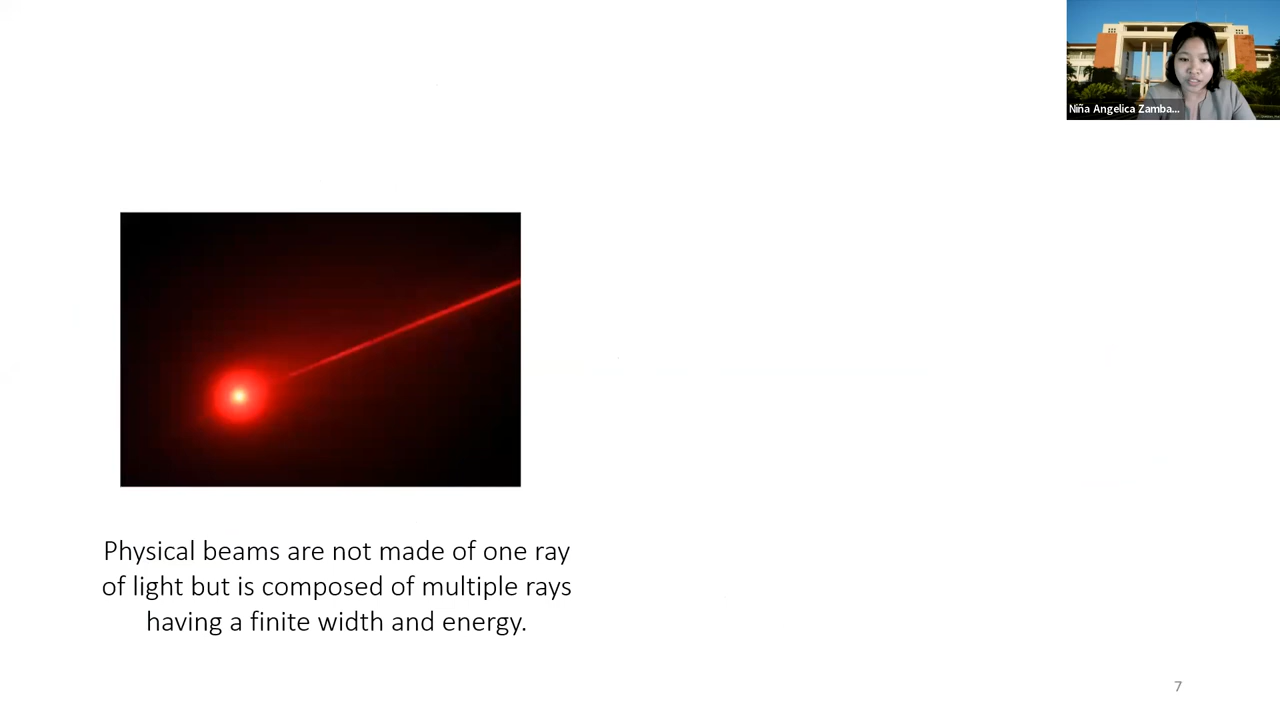 Niña Angelica Zamba...
Physical beams are not made of one ray
of light but is composed of multiple rays
having a finite width and energy.
7